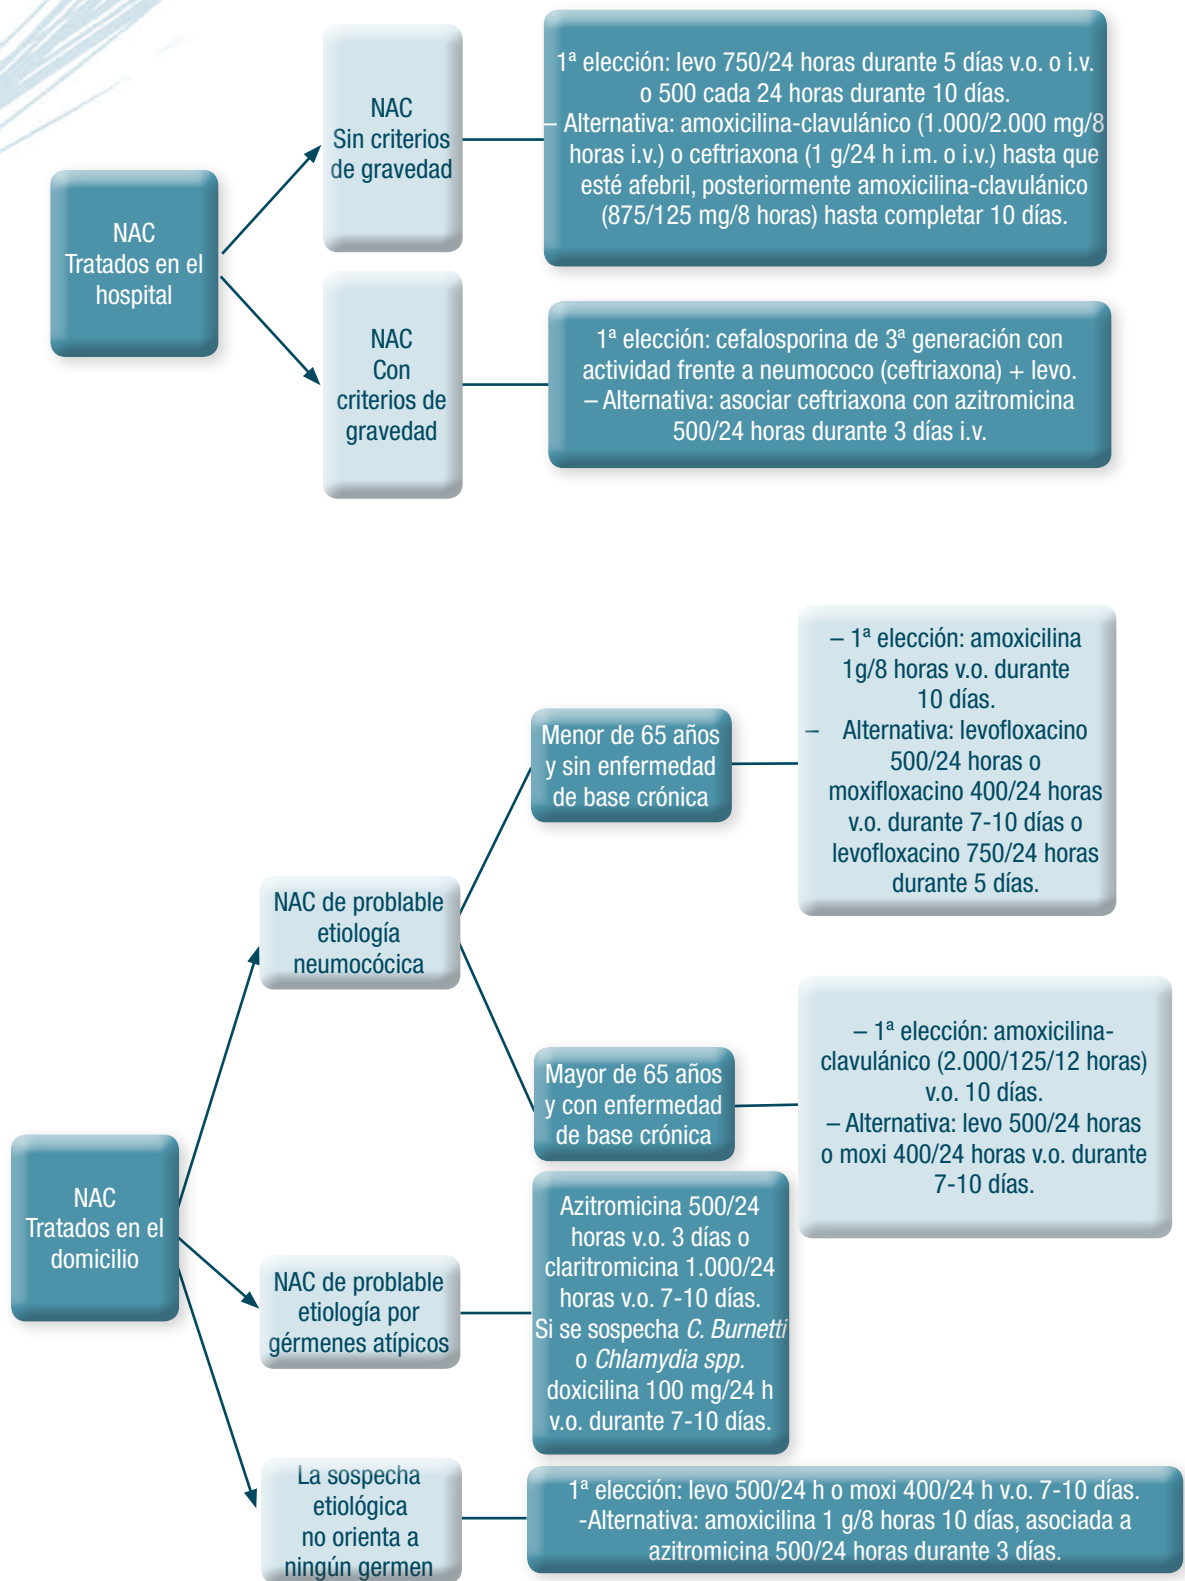 NAC
Tratados en el
hospital
NAC
Sin criterios
de gravedad
1ª elección: levo 750/24 horas durante 5 días v.o. o i.v.
o 500 cada 24 horas durante 10 días.
– Alternativa: amoxicilina-clavulánico (1.000/2.000 mg/8
horas i.v.) o ceftriaxona (1 g/24 h i.m. o i.v.) hasta que
esté afebril, posteriormente amoxicilina-clavulánico
(875/125 mg/8 horas) hasta completar 10 días.
NAC
Con
criterios de
gravedad
1ª elección: cefalosporina de 3ª generación con
actividad frente a neumococo (ceftriaxona) + levo.
– Alternativa: asociar ceftriaxona con azitromicina
500/24 horas durante 3 días i.v.
NAC
Tratados en el
domicilio
NAC de problable
etiología
neumocócica
Menor de 65 años
y sin enfermedad
de base crónica
– 1ª elección: amoxicilina
1g/8 horas v.o. durante
10 días.
– Alternativa: levofloxacino
500/24 horas o
moxifloxacino 400/24 horas
v.o. durante 7-10 días o
levofloxacino 750/24 horas
durante 5 días.
Mayor de 65 años
y con enfermedad
de base crónica
– 1ª elección: amoxicilina-
clavulánico (2.000/125/12 horas)
v.o. 10 días.
– Alternativa: levo 500/24 horas
o moxi 400/24 horas v.o. durante
7-10 días.
NAC de problable
etiología por
gérmenes atípicos
Azitromicina 500/24
horas v.o. 3 días o
claritromicina 1.000/24
horas v.o. 7-10 días.
Si se sospecha C. Burnetti
o Chlamydia spp.
doxicilina 100 mg/24 h
v.o. durante 7-10 días.
La sospecha
etiológica
no orienta a
ningún germen
1ª elección: levo 500/24 h o moxi 400/24 h v.o. 7-10 días.
-Alternativa: amoxicilina 1 g/8 horas 10 días, asociada a
azitromicina 500/24 horas durante 3 días.